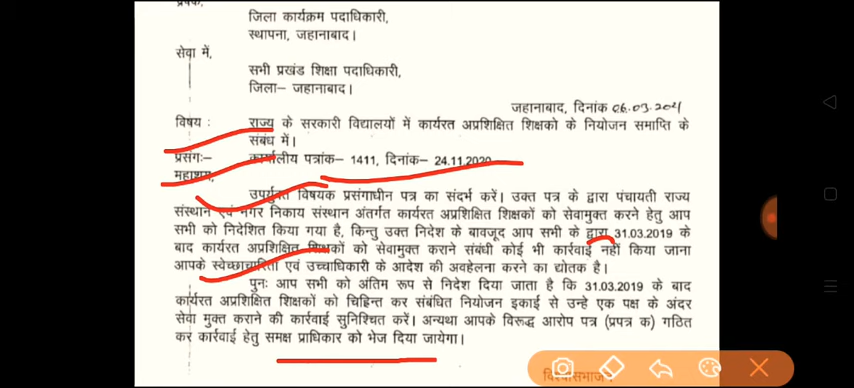 प्रेषक,
जिला कार्यक्रम पदाधिकारी,
स्थापना, जहानाबाद।
सेवा में,
सभी प्रखंड शिक्षा पदाधिकारी,
जिला– जहानाबाद।
जहानाबाद, दिनांक 06.03.2021
विषय : राज्य के सरकारी विद्यालयों में कार्यरत अप्रशिक्षित शिक्षको के नियोजन समाप्ति के
संबंध में।
प्रसंगः– कार्यालीय पत्रांक– 1411, दिनांक– 24.11.2020
महाशय,
उपर्युक्त विषयक प्रसंगाधीन पत्र का संदर्भ करें। उक्त पत्र के द्वारा पंचायती राज्य
संस्थान एवं नगर निकाय संस्थान अंतर्गत कार्यरत अप्रशिक्षित शिक्षकों को सेवामुक्त करने हेतु आप
सभी को निदेशित किया गया है, किन्तु उक्त निदेश के बावजूद आप सभी के द्वारा 31.03.2019 के
बाद कार्यरत अप्रशिक्षित शिक्षकों को सेवामुक्त कराने संबंधी कोई भी कार्रवाई नहीं किया जाना
आपके स्वेच्छाचारिता एवं उच्चाधिकारी के आदेश की अवहेलना करने का द्योतक है।
पुनः आप सभी को अंतिम रूप से निदेश दिया जाता है कि 31.03.2019 के बाद
कार्यरत अप्रशिक्षित शिक्षकों को चिह्नित कर संबंधित नियोजन इकाई से उन्हे एक पक्ष के अंदर
सेवा मुक्त कराने की कार्रवाई सुनिश्चित करें। अन्यथा आपके विरूद्ध आरोप पत्र (प्रपत्र क) गठित
कर कार्रवाई हेतु समक्ष प्राधिकार को भेज दिया जायेगा।
विश्वासभाजन